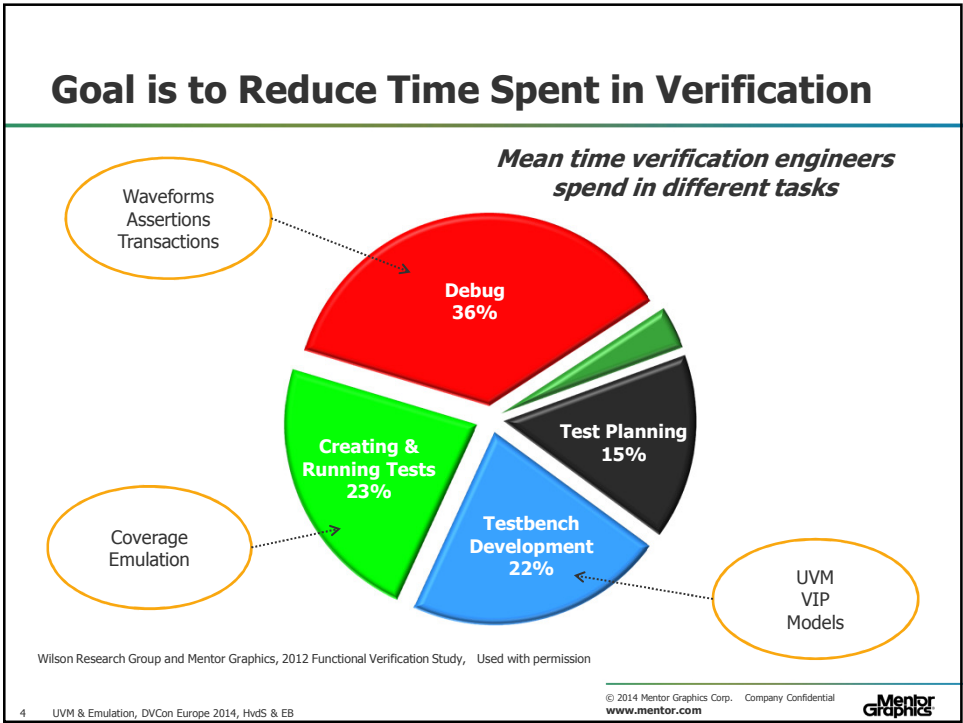 Goal is to Reduce Time Spent in Verification
Mean time verification engineers
spend in different tasks
Waveforms
Assertions
Transactions
Debug
36%
Test Planning
15%
Creating &
Running Tests
23%
Testbench
Development
22%
Coverage
Emulation
UVM
VIP
Models
Wilson Research Group and Mentor Graphics, 2012 Functional Verification Study, Used with permission
4 UVM & Emulation, DVCon Europe 2014, HvdS & EB
© 2014 Mentor Graphics Corp. Company Confidential
www.mentor.com
Mentor
Graphics